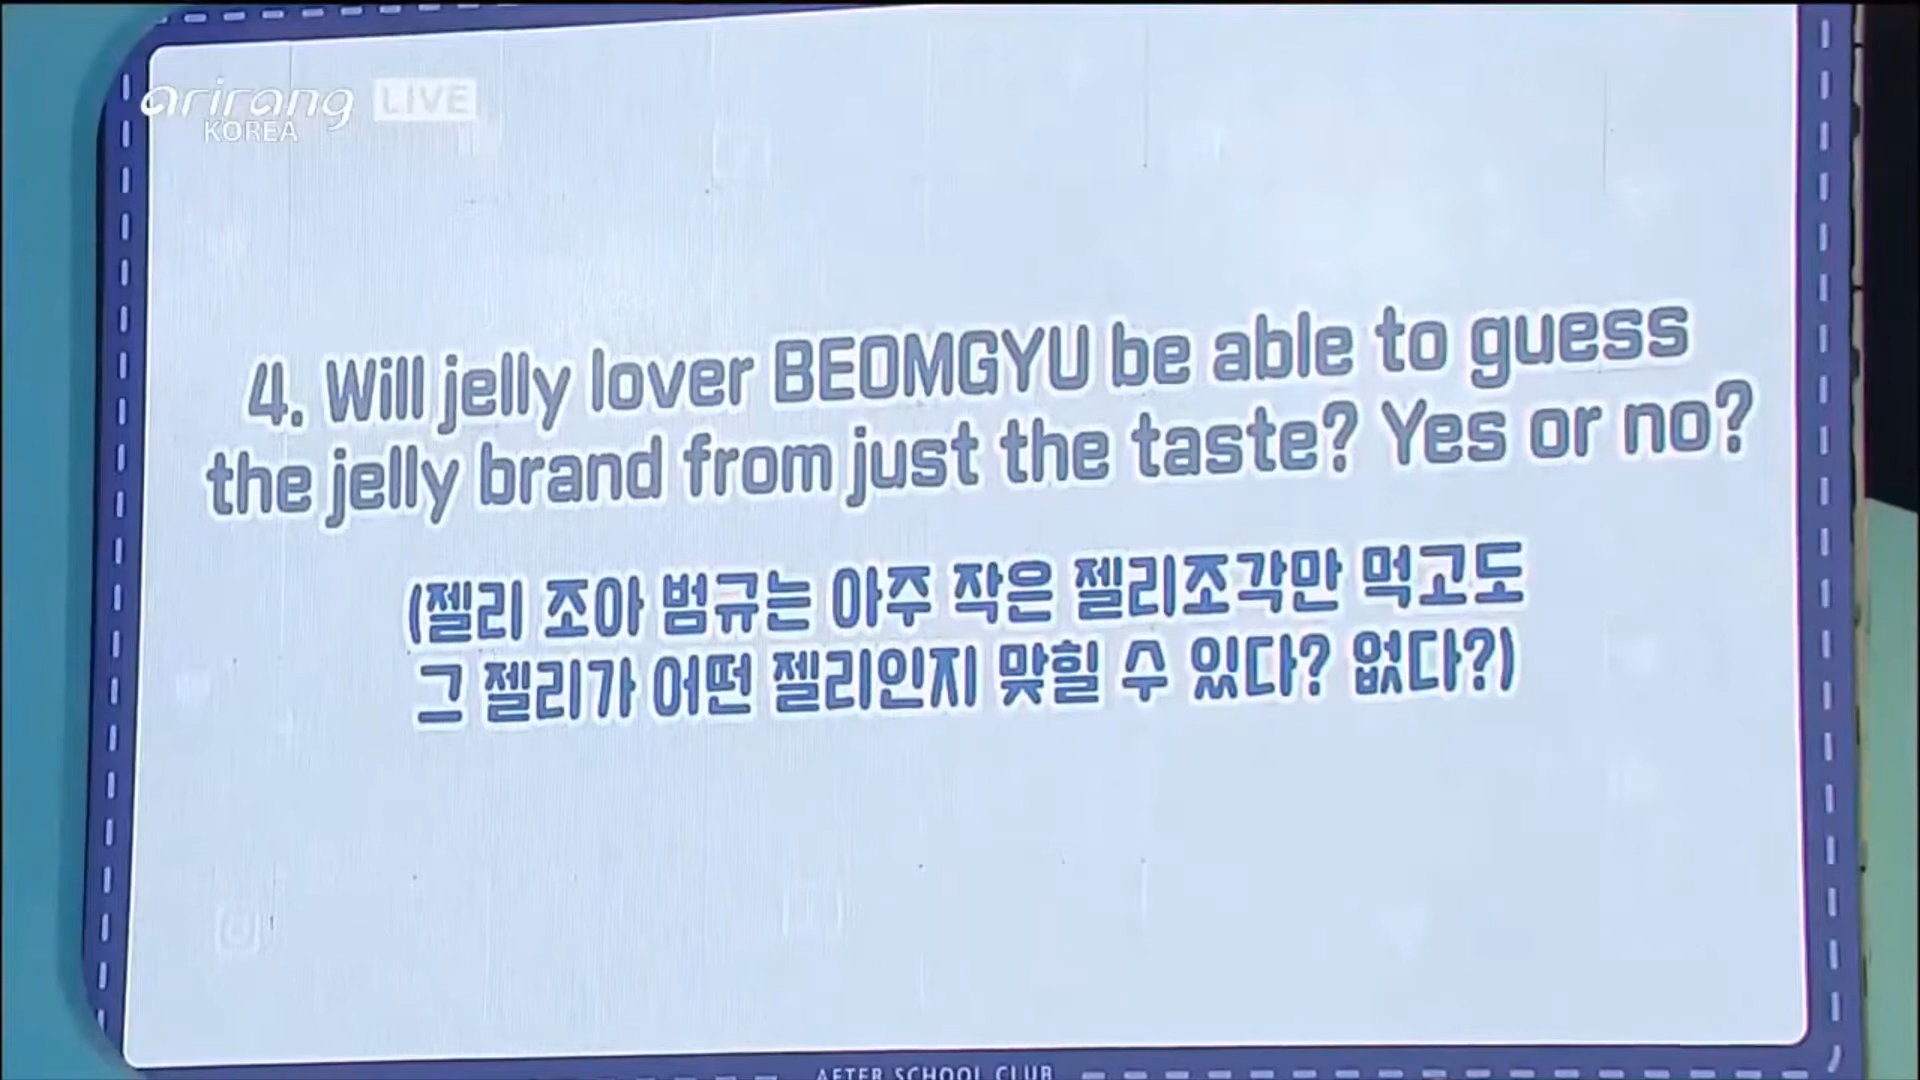 arirang LIVE
KOREA
4. Will jelly lover BEOMGYU be able to guess
the jelly brand from just the taste? Yes or no?
(젤리 조아 범규는 아주 작은 젤리조각만 먹고도
그 젤리가 어떤 젤리인지 맞힐 수 있다? 없다?)
AFTER SCHOOL CLUB